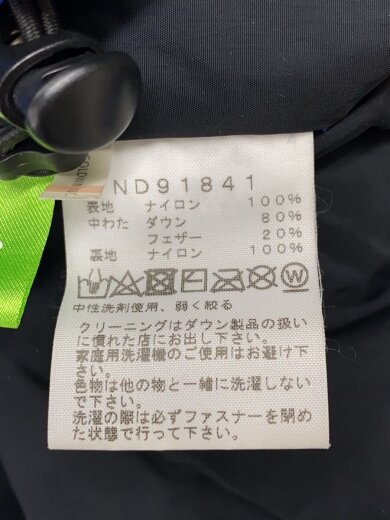 ND91841
表地 ナイロン 100%
中わた ダウン 80%
フェザー 20%
裏地 ナイロン 100%
W
中性洗剤使用、弱く絞る
クリーニングはダウン製品の扱い
に慣れた店にお出し下さい。
家庭用洗濯機のご使用はお避け下
さい。
色物は他の物と一緒に洗濯しない
で下さい。
洗濯の際は必ずファスナーを閉め
た状態で行って下さい。